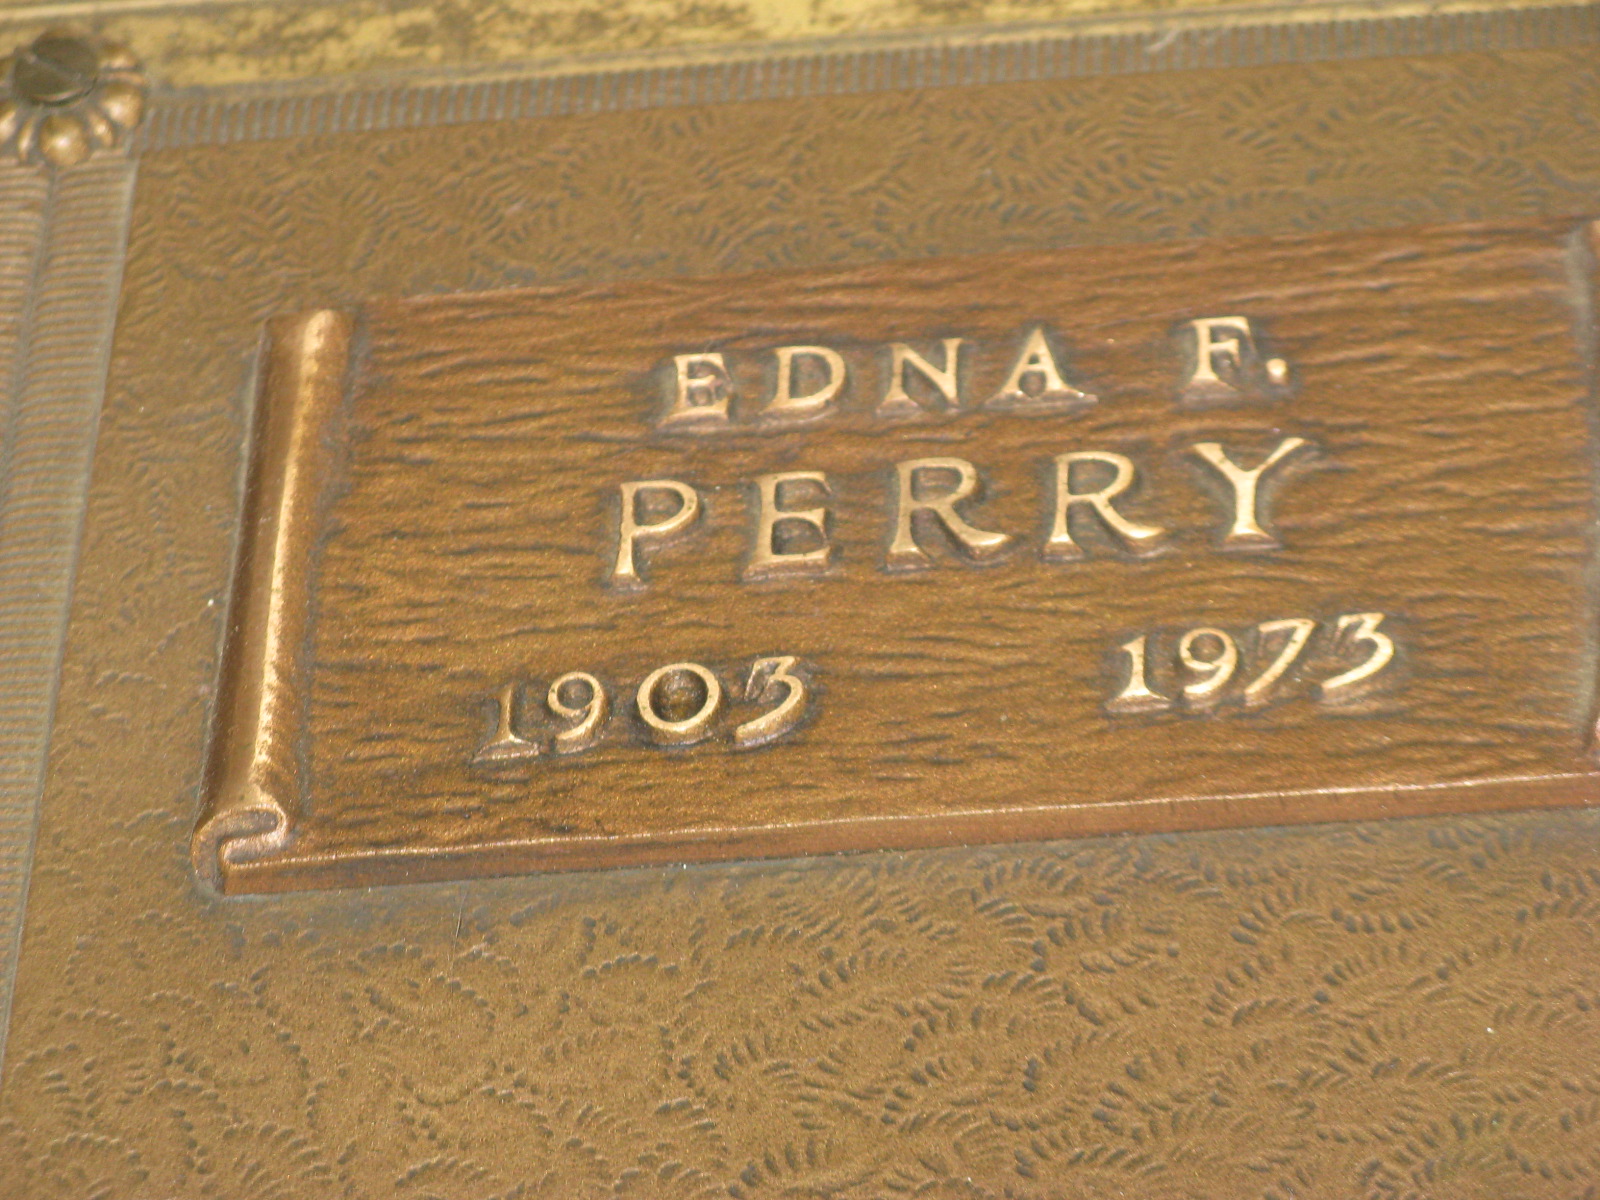 EDNA F.
PERRY
1903 1973